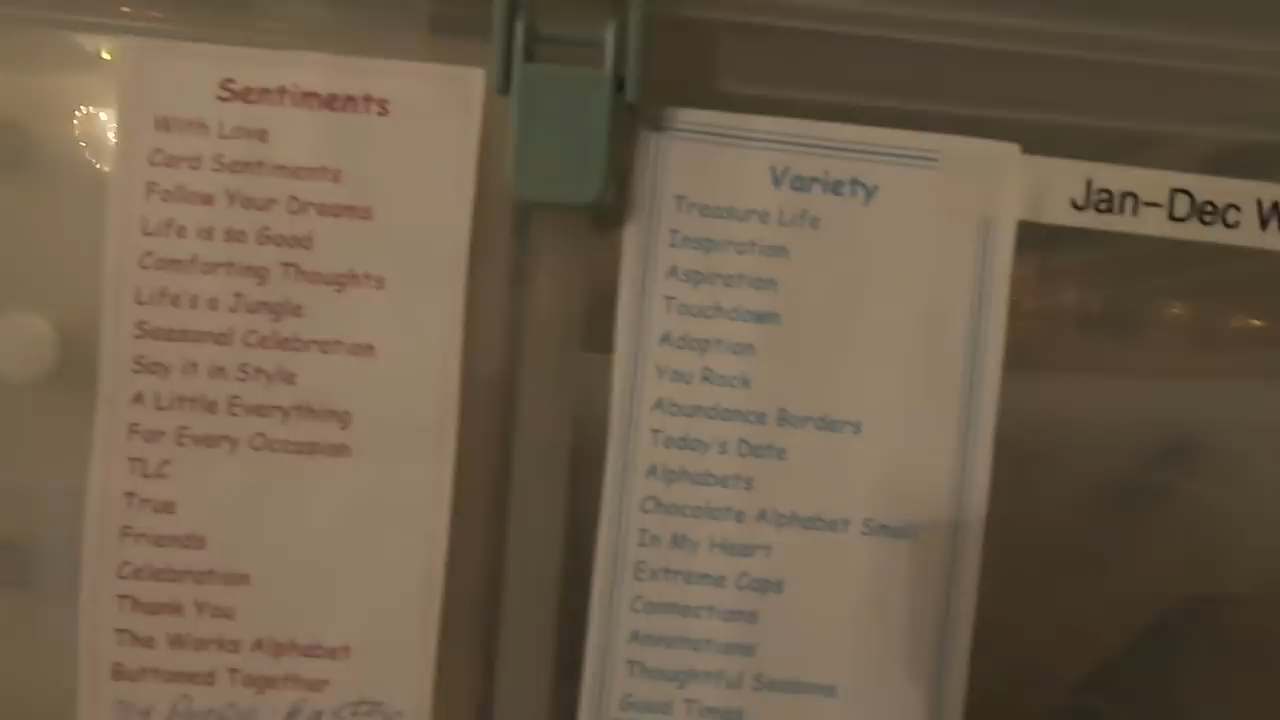 Sentiments
With Love
Card Sentiments
Follow Your Dreams
Life is so Good
Comforting Thoughts
Life's a Jungle
Seasonal Celebration
Say it in Style
A Little Everything
For Every Occasion
TLC
True
Friends
Celebration
Thank You
The Works Alphabet
Buttoned Together
Variety
Treasure Life
Inspiration
Aspiration
Touchdown
Adoption
You Rock
Abundance Borders
Today's Date
Alphabets
Chocolate Alphabet Small
In My Heart
Extreme Caps
Connections
Annotations
Thoughtful Seasons
Good Times
Jan-Dec W